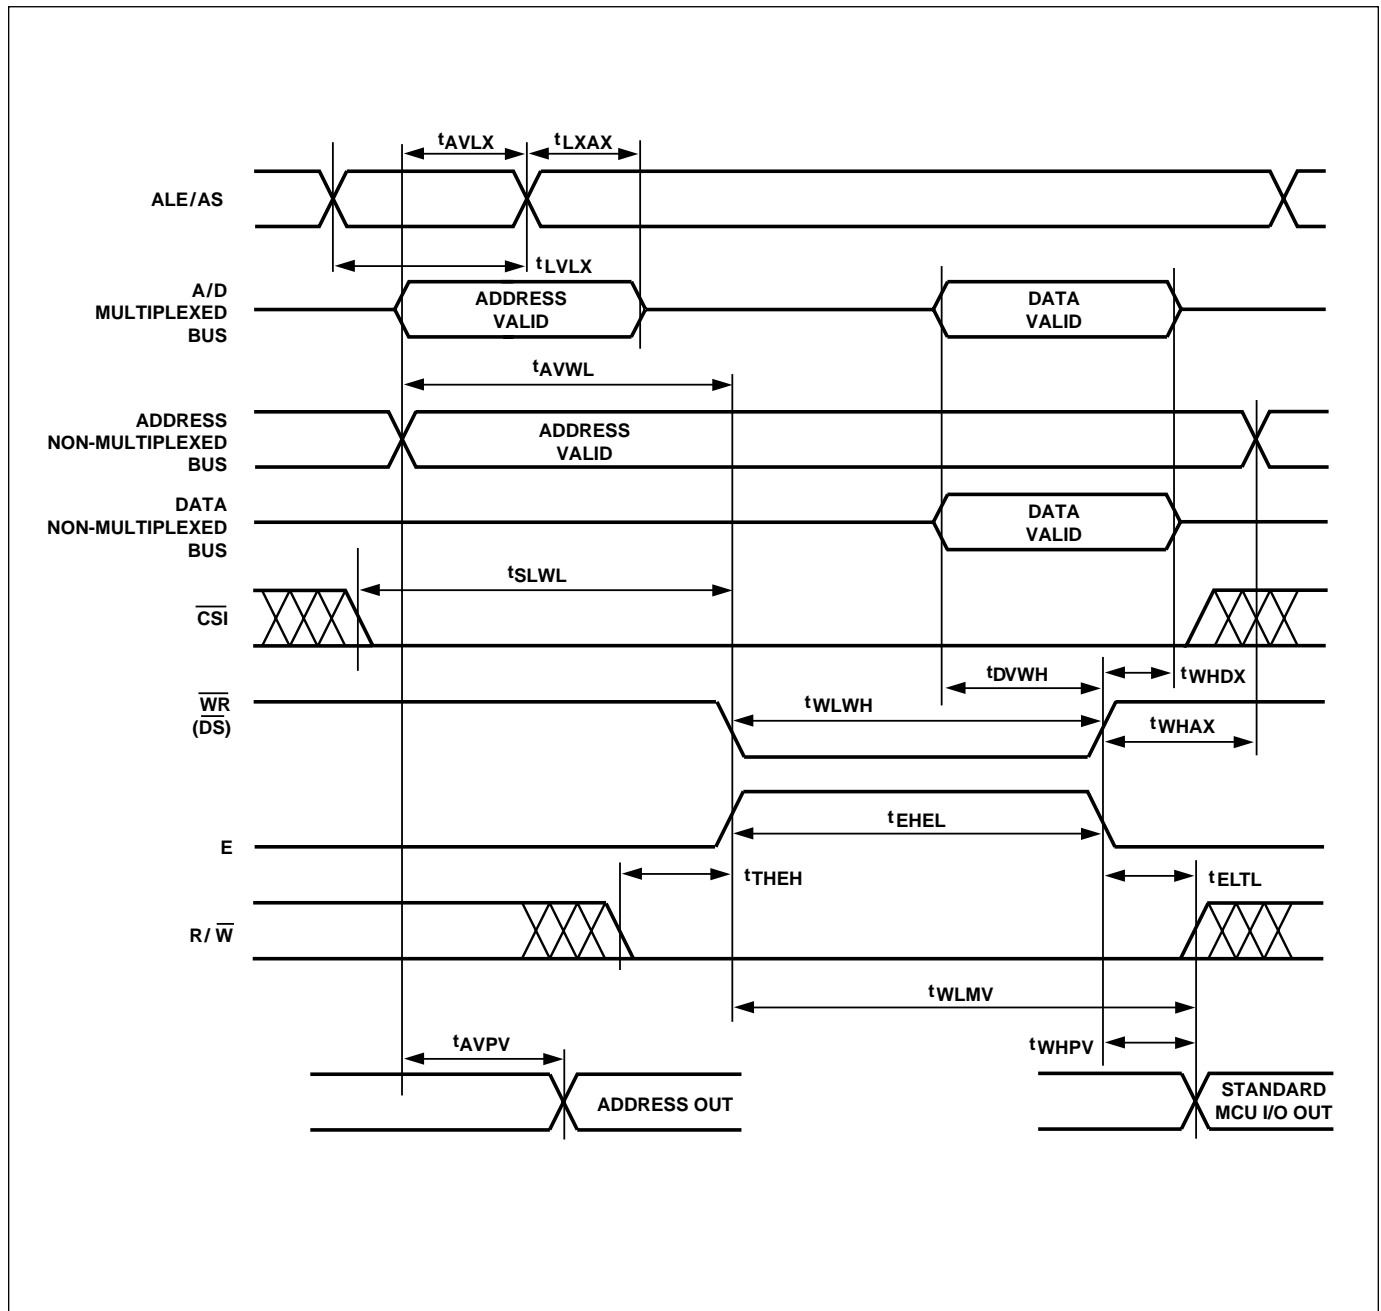 tAVLX tLXAX
ALE/AS
tLVLX
A/D
MULTIPLEXED
BUS
ADDRESS
VALID
DATA
VALID
tAVWL
ADDRESS
NON-MULTIPLEXED
BUS
ADDRESS
VALID
DATA
NON-MULTIPLEXED
BUS
DATA
VALID
tSLWL
CSI
tDVWH tWHDX
WR
(DS)
tWLWH
tWHAX
tEHEL
E
tTHEH
tELTL
R/W
tWLMV
tAVPV
tWHPV
ADDRESS OUT
STANDARD
MCU I/O OUT